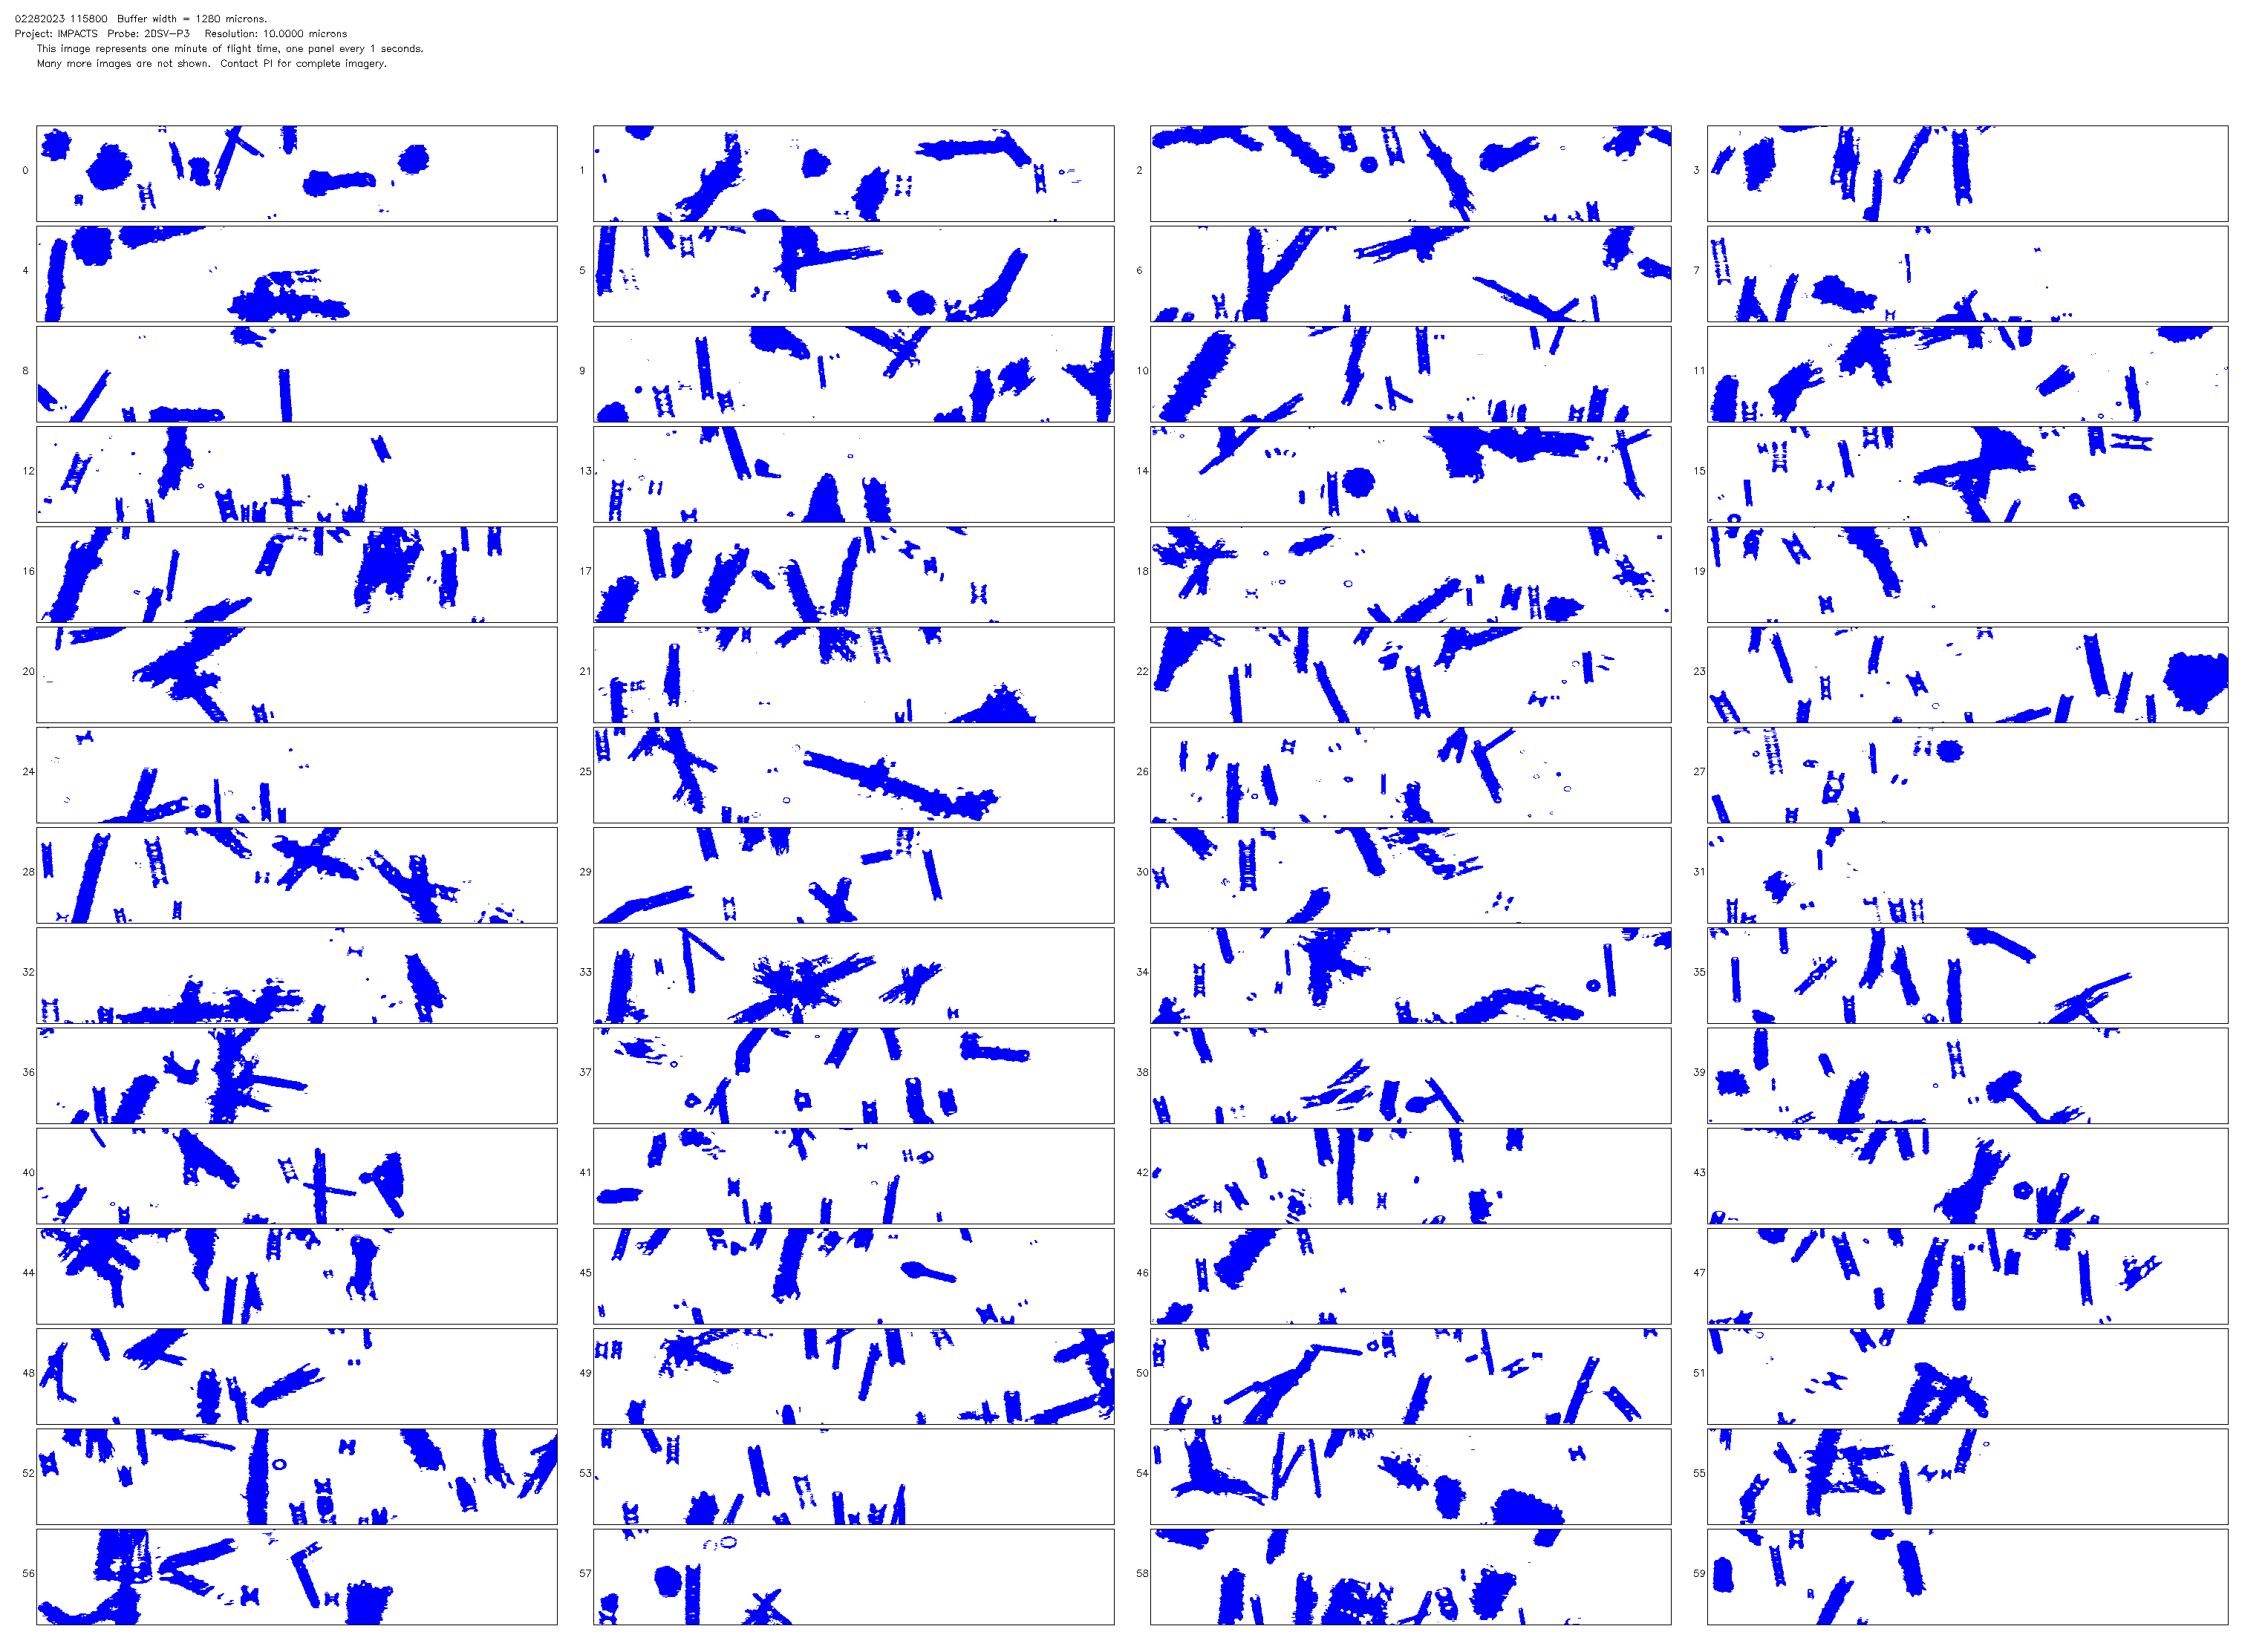 02282023 115800 Buffer width = 1280 microns.
Project: IMPACTS Probe: 2DSV-P3 Resolution: 10.0000 microns
This image represents one minute of flight time, one panel every 1 seconds.
Many more images are not shown. Contact PI for complete imagery.
0 1 2 3
4 5 6 7
8 9 10 11
12 13 14 15
16 17 18 19
20 21 22 23
24 25 26 27
28 29 30 31
32 33 34 35
36 37 38 39
40 41 42 43
44 45 46 47
48 49 50 51
52 53 54 55
56 57 58 59